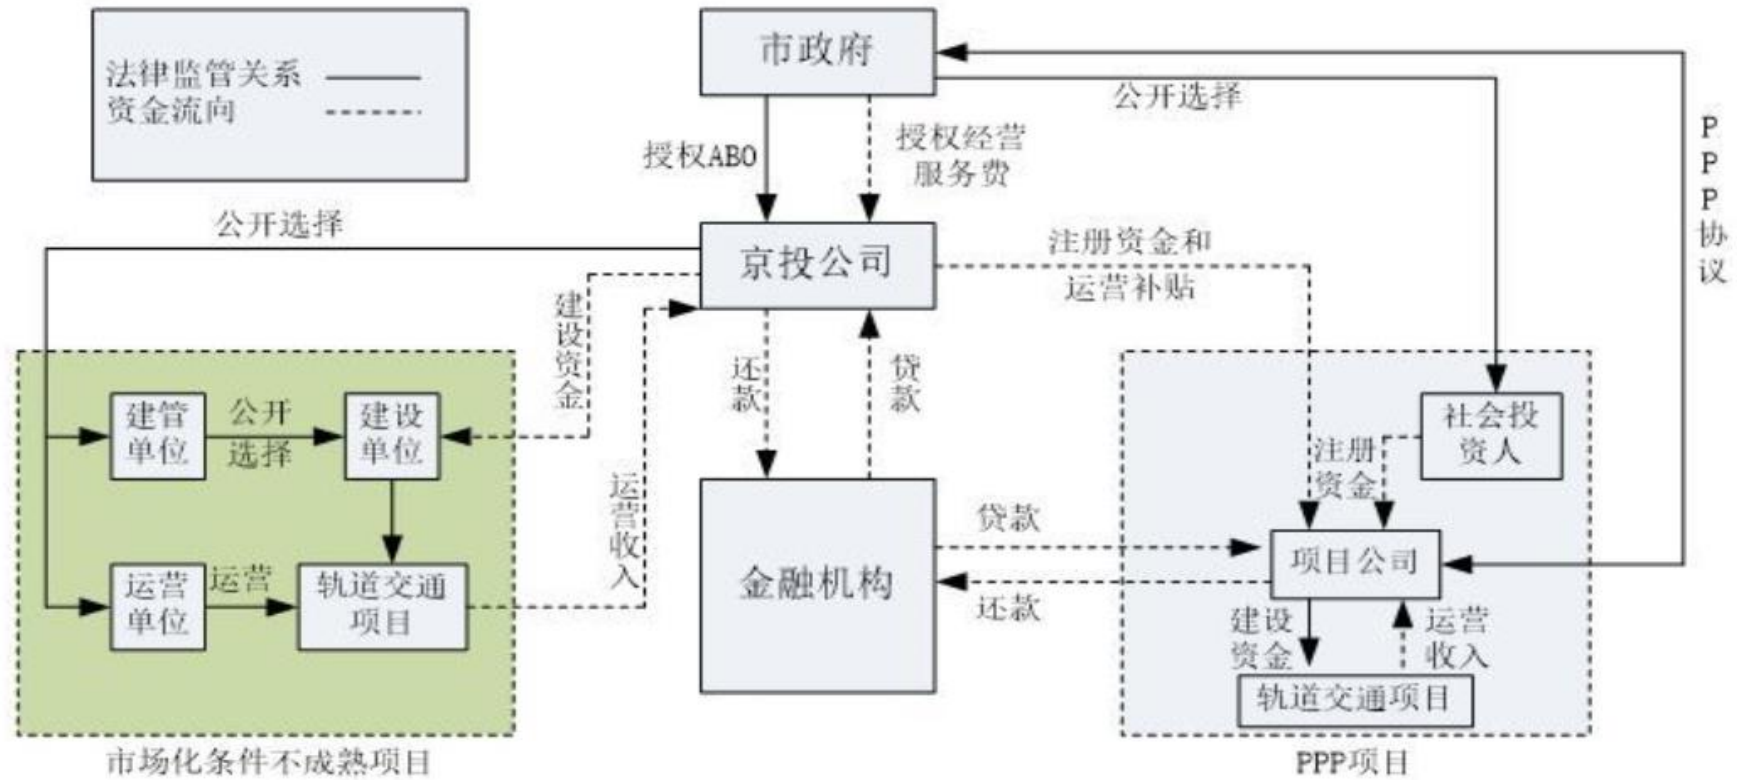 法律监管关系
资金流向
市政府
公开选择
授权ABO
授权经营
服务费
PPP协议
公开选择
京投公司
注册资金和
运营补贴
建设资金
还款
贷款
运营收入
建管
单位
公开
选择
建设
单位
运营
单位
运营
轨道交通
项目
市场化条件不成熟项目
金融机构
贷款
还款
社会投
资人
注册
资金
项目公司
建设
资金
运营
收入
轨道交通项目
PPP项目